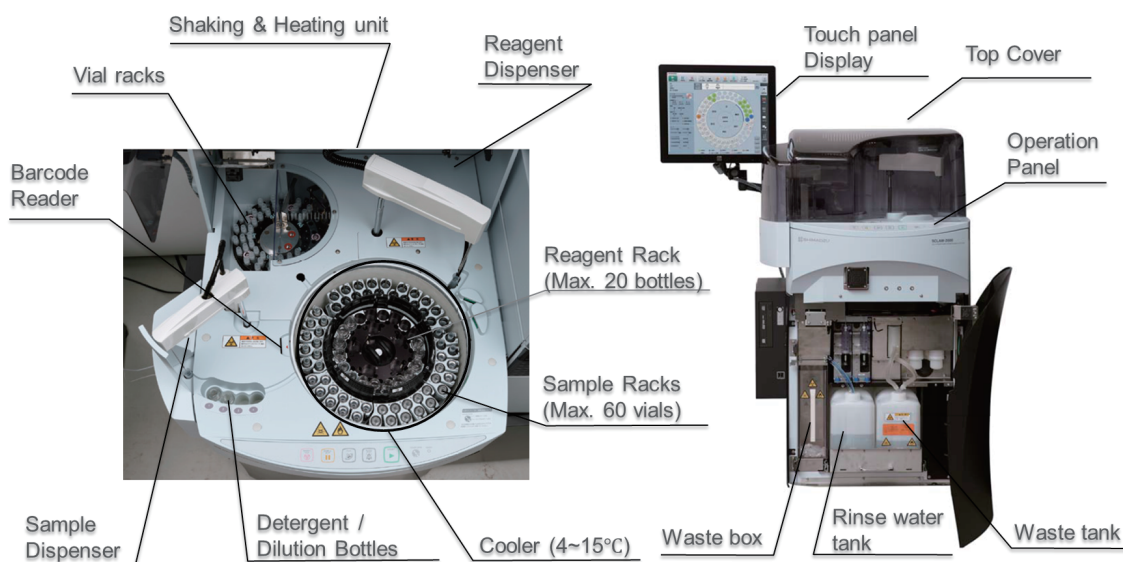 Shaking & Heating unit
Vial racks
Reagent
Dispenser
Barcode
Reader
Reagent Rack
(Max. 20 bottles)
Sample Racks
(Max. 60 vials)
Sample
Dispenser
Detergent /
Dilution Bottles
Cooler (4~15℃)
Touch panel
Display
Top Cover
Operation
Panel
Waste box
Rinse water
tank
Waste tank